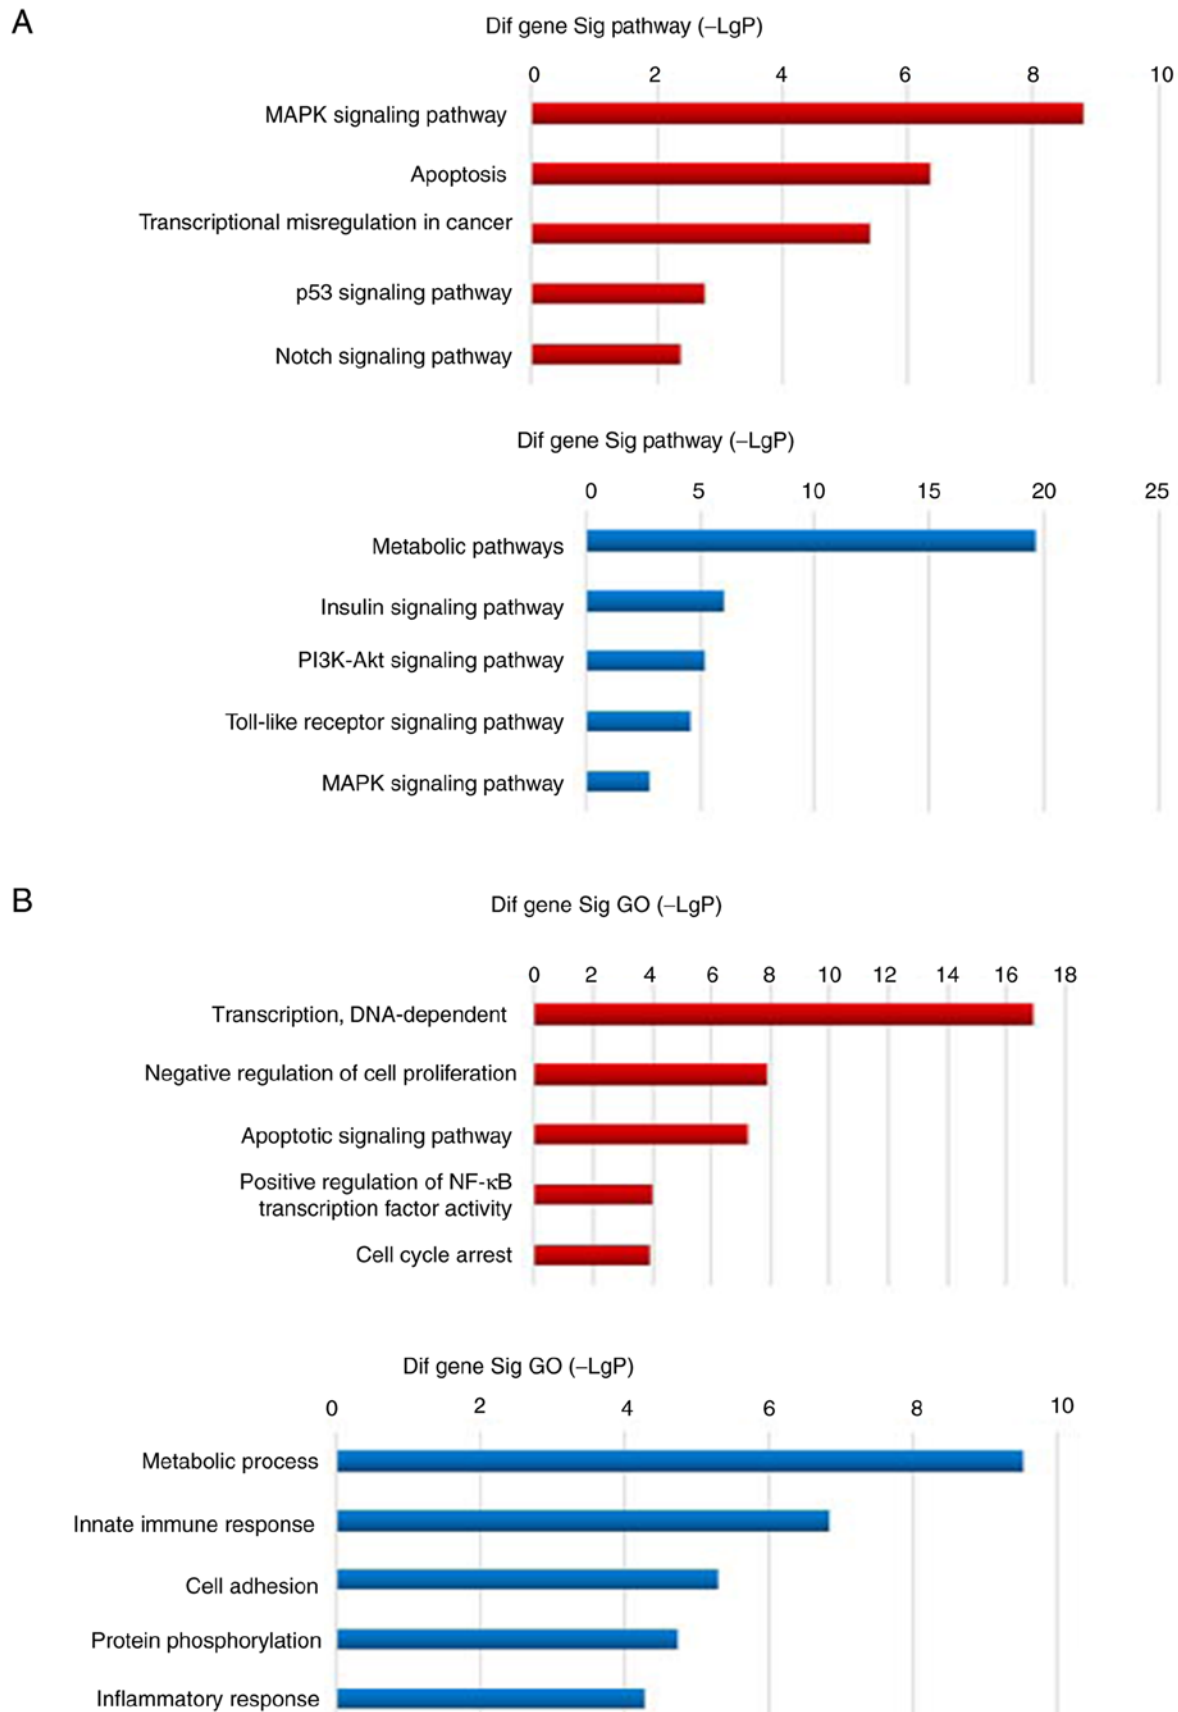 A
Dif gene Sig pathway (–LgP)
0 2 4 6 8 10
MAPK signaling pathway
Apoptosis
Transcriptional misregulation in cancer
p53 signaling pathway
Notch signaling pathway
Dif gene Sig pathway (–LgP)
0 5 10 15 20 25
Metabolic pathways
Insulin signaling pathway
PI3K-Akt signaling pathway
Toll-like receptor signaling pathway
MAPK signaling pathway
B
Dif gene Sig GO (–LgP)
0 2 4 6 8 10 12 14 16 18
Transcription, DNA-dependent
Negative regulation of cell proliferation
Apoptotic signaling pathway
Positive regulation of NF-κB
transcription factor activity
Cell cycle arrest
Dif gene Sig GO (–LgP)
0 2 4 6 8 10
Metabolic process
Innate immune response
Cell adhesion
Protein phosphorylation
Inflammatory response